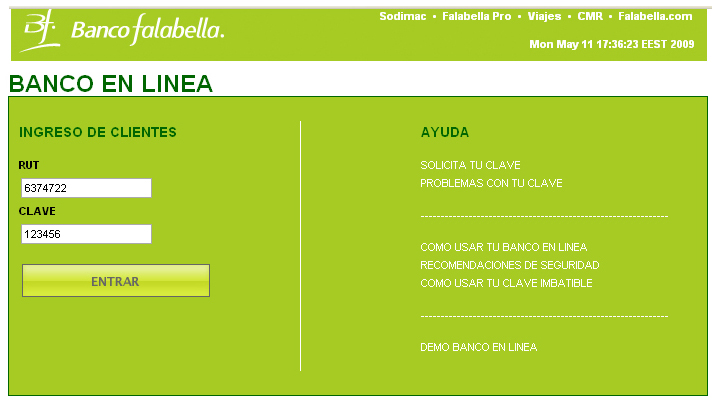 Sodimac • Falabella Pro • Viajes • CMR • Falabella.com
Bf. Banco falabella.
Mon May 11 17:36:23 EEST 2009
BANCO EN LINEA
INGRESO DE CLIENTES
RUT
6374722
CLAVE
123456
ENTRAR
AYUDA
SOLICITA TU CLAVE
PROBLEMAS CON TU CLAVE
COMO USAR TU BANCO EN LINEA
RECOMENDACIONES DE SEGURIDAD
COMO USAR TU CLAVE IMBATIBLE
DEMO BANCO EN LINEA